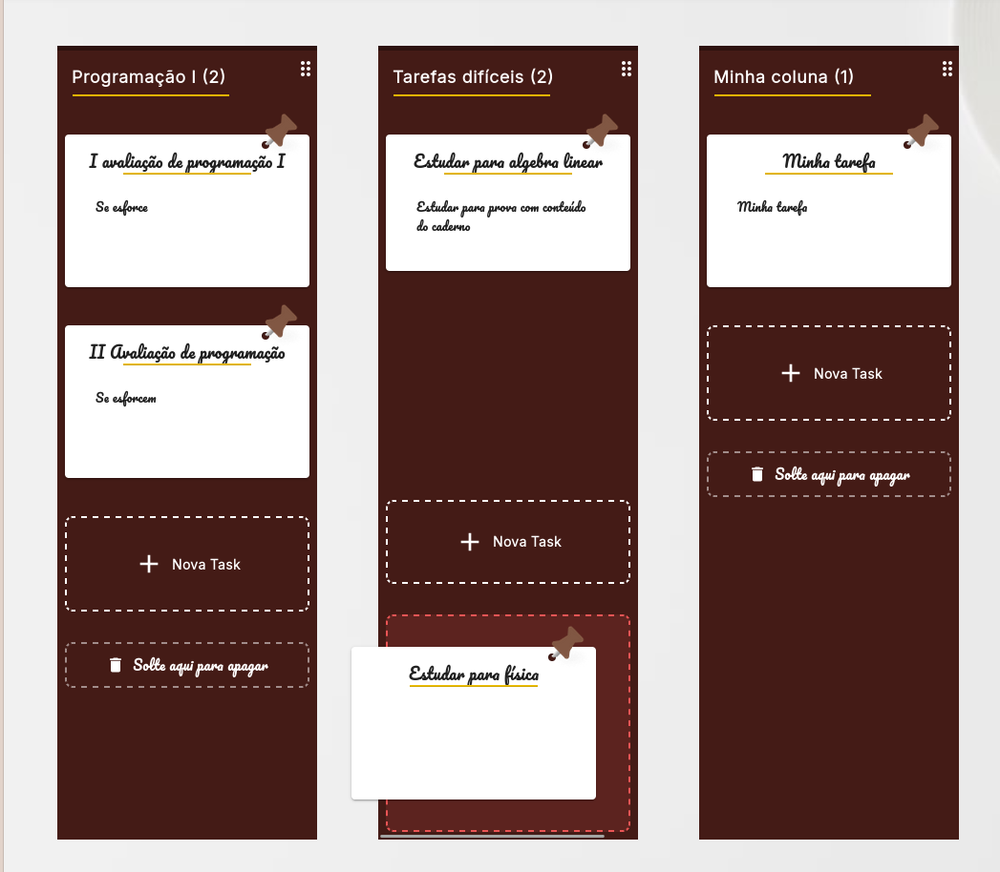 Programação I (2)
I avaliação de programação I
Se esforce
II Avaliação de programação
Se esforcem
Nova Task
Solte aqui para apagar
Tarefas difíceis (2)
Estudar para algebra linear
Estudar para prova com conteúdo
do caderno
Nova Task
Estudar para física
Minha coluna (1)
Minha tarefa
Minha tarefa
Nova Task
Solte aqui para apagar